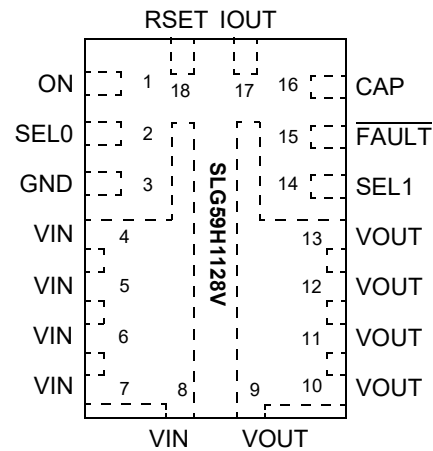 RSET IOUT
ON 1 18 17 16 CAP
SEL0 2 15 FAULT
GND 3 14 SEL1
SLG59H1128V
VIN 4 13 VOUT
VIN 5 12 VOUT
VIN 6 11 VOUT
VIN 7 8 9 10 VOUT
VIN VOUT